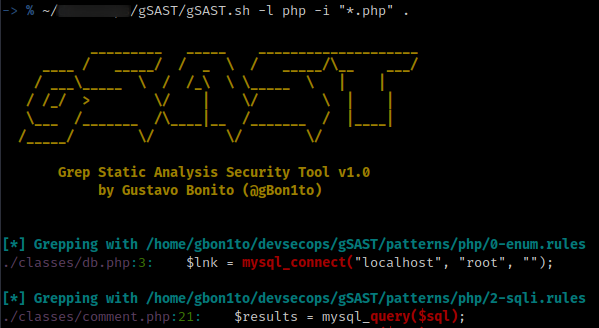 -> % ~/ /gSAST/gSAST.sh -l php -i "*.php" .
gSAST
Grep Static Analysis Security Tool v1.0
by Gustavo Bonito (@gBon1to)
[*] Grepping with /home/gbon1to/devsecops/gSAST/patterns/php/0-enum.rules
./classes/db.php:3: $lnk = mysql_connect("localhost", "root", "");
[*] Grepping with /home/gbon1to/devsecops/gSAST/patterns/php/2-sqli.rules
./classes/comment.php:21: $results = mysql_query($sql);